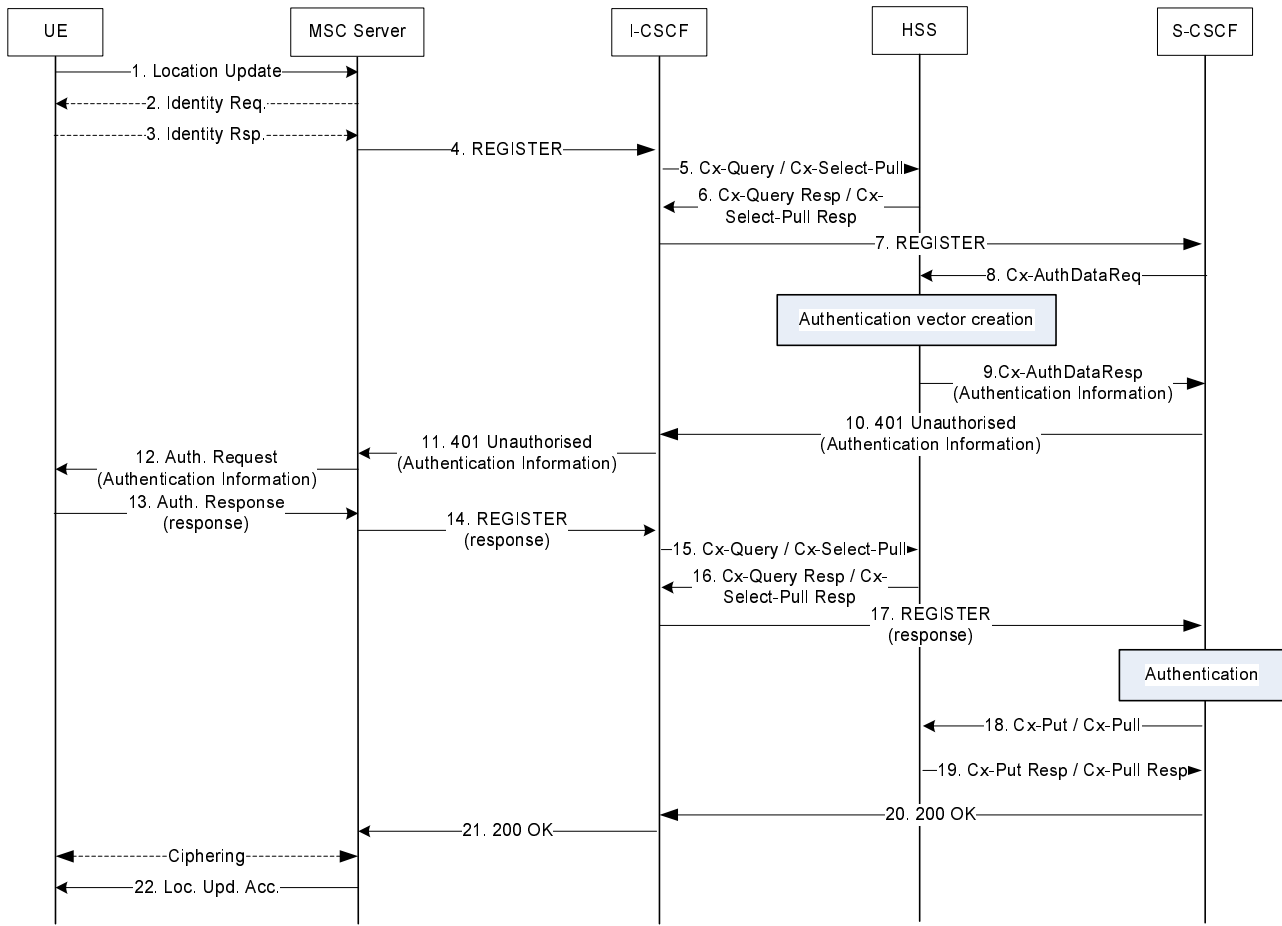 UE
MSC Server
I-CSCF
HSS
S-CSCF
1. Location Update
2. Identity Req.
3. Identity Rsp.
4. REGISTER
5. Cx-Query / Cx-Select-Pull
6. Cx-Query Resp / Cx-
Select-Pull Resp
7. REGISTER
8. Cx-AuthDataReq
Authentication vector creation
9.Cx-AuthDataResp
(Authentication Information)
10. 401 Unauthorised
(Authentication Information)
11. 401 Unauthorised
(Authentication Information)
12. Auth. Request
(Authentication Information)
13. Auth. Response
(response)
14. REGISTER
(response)
15. Cx-Query / Cx-Select-Pull
16. Cx-Query Resp / Cx-
Select-Pull Resp
17. REGISTER
(response)
Authentication
18. Cx-Put / Cx-Pull
19. Cx-Put Resp / Cx-Pull Resp
20. 200 OK
21. 200 OK
Ciphering
22. Loc. Upd. Acc.